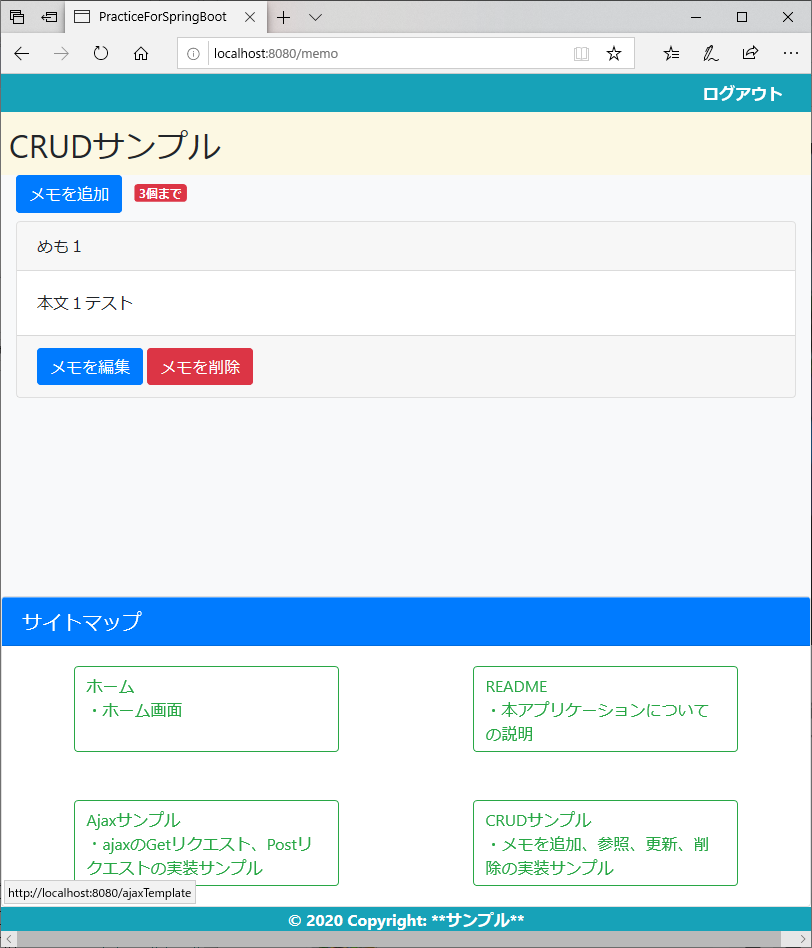 PracticeForSpringBoot
localhost:8080/memo
ログアウト
CRUDサンプル
メモを追加 3個まで
めも１
本文１テスト
メモを編集 メモを削除
サイトマップ
ホーム
・ホーム画面
README
・本アプリケーションについて
の説明
Ajaxサンプル
・ajaxのGetリクエスト、Postリ
クエストの実装サンプル
CRUDサンプル
・メモを追加、参照、更新、削
除の実装サンプル
http://localhost:8080/ajaxTemplate
© 2020 Copyright: **サンプル**